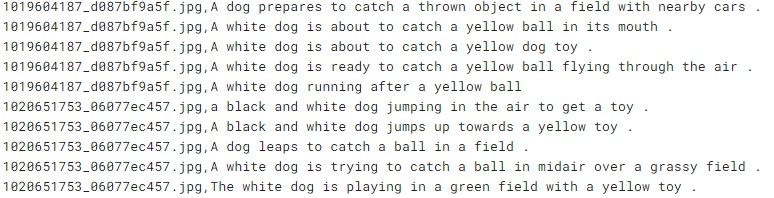 1019604187_d087bf9a5f.jpg,A dog prepares to catch a thrown object in a field with nearby cars .
1019604187_d087bf9a5f.jpg,A white dog is about to catch a yellow ball in its mouth .
1019604187_d087bf9a5f.jpg,A white dog is about to catch a yellow dog toy .
1019604187_d087bf9a5f.jpg,A white dog is ready to catch a yellow ball flying through the air .
1019604187_d087bf9a5f.jpg,A white dog running after a yellow ball
1020651753_06077ec457.jpg,a black and white dog jumping in the air to get a toy .
1020651753_06077ec457.jpg,A black and white dog jumps up towards a yellow toy .
1020651753_06077ec457.jpg,A dog leaps to catch a ball in a field .
1020651753_06077ec457.jpg,A white dog is trying to catch a ball in midair over a grassy field .
1020651753_06077ec457.jpg,The white dog is playing in a green field with a yellow toy .